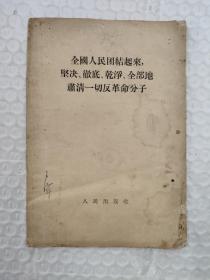 全國人民团結起來，
堅决、徹底、乾淨、全部地
肅清一切反革命分子
人民出版社